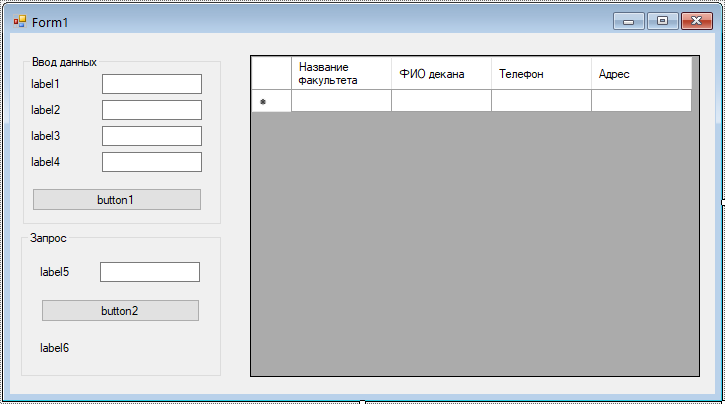 Form1
Ввод данных
label1
label2
label3
label4
button1
Запрос
label5
button2
label6
Название
факультета
ФИО декана
Телефон
Адрес